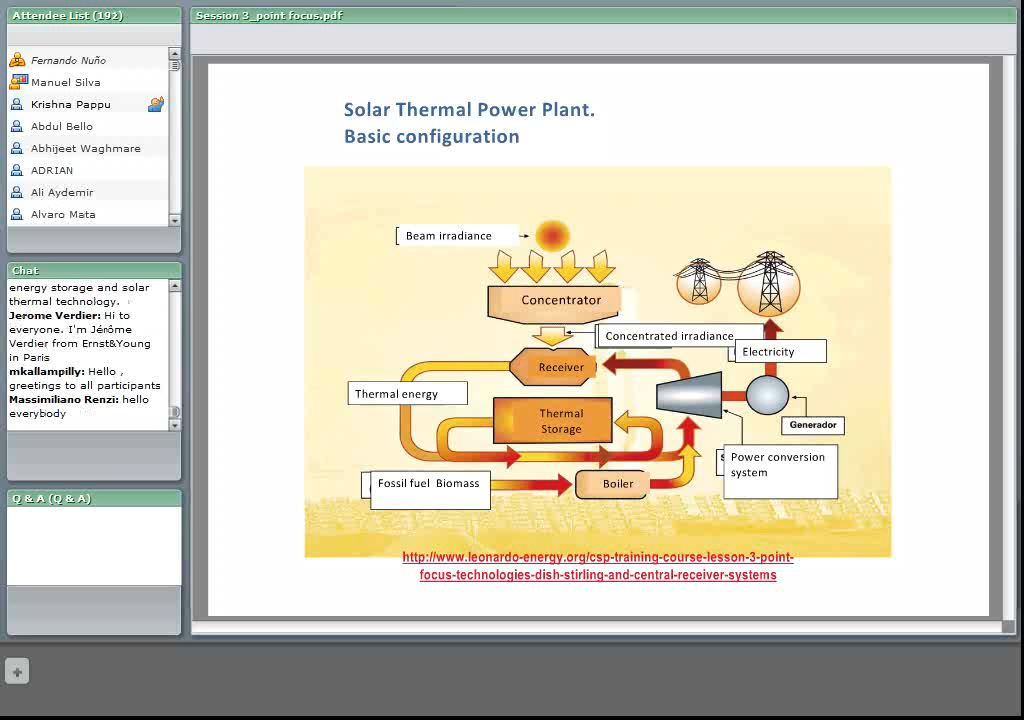 Attendee List (192)
Fernando Nuño
Manuel Silva
Krishna Pappu
Abdul Bello
Abhijeet Waghmare
ADRIAN
Ali Aydemir
Alvaro Mata
Chat
energy storage and solar
thermal technology.
Jerome Verdier: Hi to
everyone. I'm Jérôme
Verdier from Ernst&Young
in Paris
mkallampilly: Hello ,
greetings to all participants
Massimiliano Renzi: hello
everybody
Q & A (Q & A)
Session 3_point focus.pdf
Solar Thermal Power Plant.
Basic configuration
Beam irradiance
Concentrator
Concentrated irradiance
Electricity
Receiver
Thermal energy
Thermal
Storage
Generador
Power conversion
system
Fossil fuel Biomass
Boiler
http://www.leonardo-energy.org/csp-training-course-lesson-3-point-
focus-technologies-dish-stirling-and-central-receiver-systems